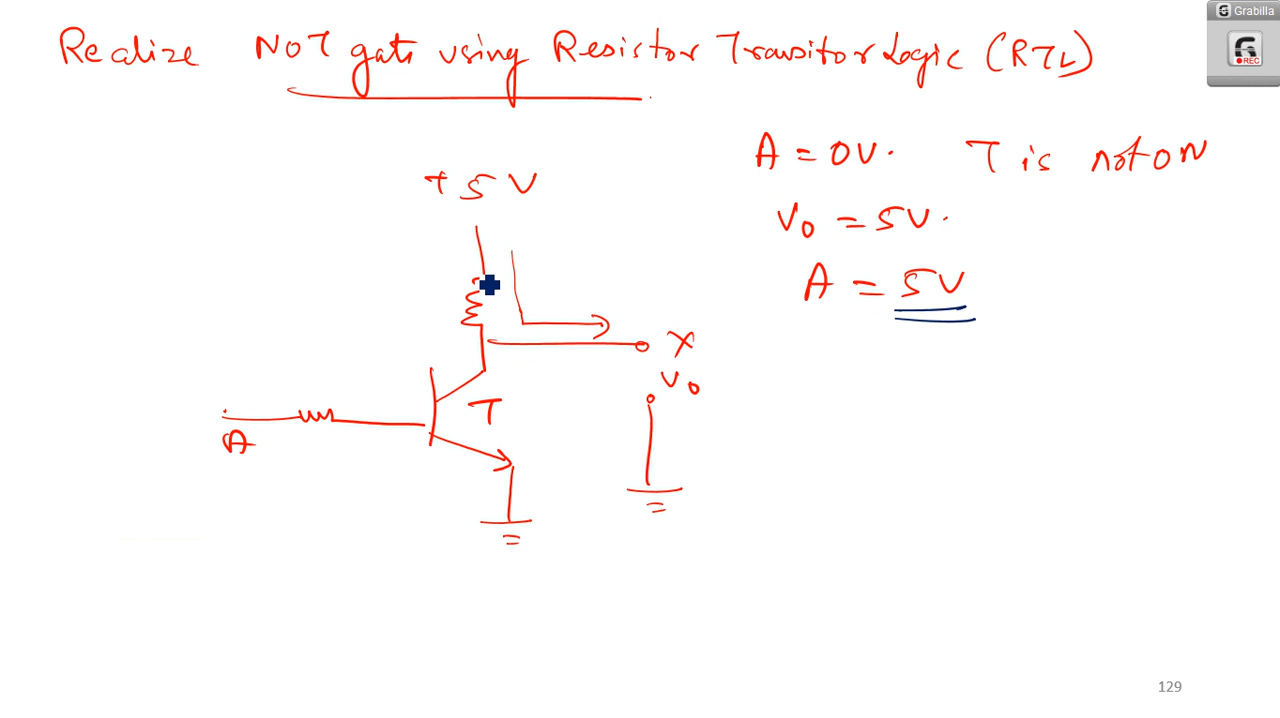 Realize NOT gate using Resistor Transitor Logic (RTL)
Grabilla
REC
A = 0V. T is not ON
V0 = 5V.
A = 5V
+5V
X
V0
T
A
129